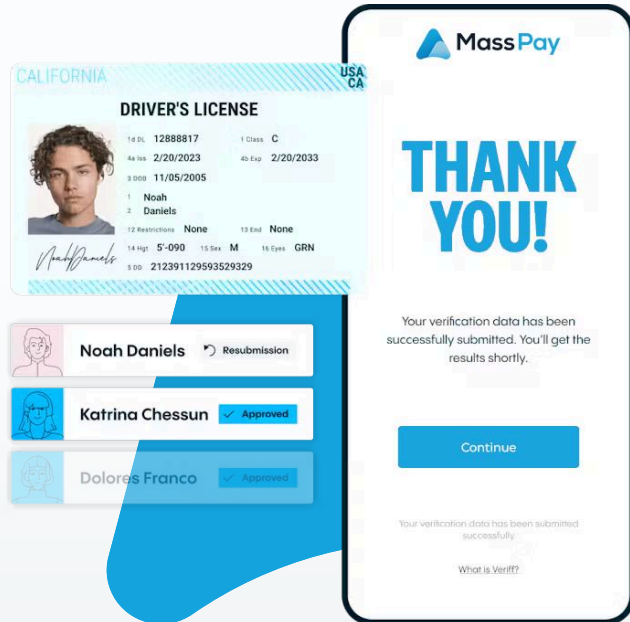 CALIFORNIA
USA
CA
DRIVER'S LICENSE
1d DL 12888817 1 Class C
4a Iss 2/20/2023 4b Exp 2/20/2033
3 DOB 11/05/2005
1 Noah
2 Daniels
12 Restrictions None 13 End None
14 Hgt 5'-090 15 Sex M 16 Eyes GRN
5 DD 212391129593529329
Noah Daniels
Noah Daniels Resubmission
Katrina Chessun Approved
Dolores Franco Approved
MassPay
THANK
YOU!
Your verification data has been
successfully submitted. You'll get the
results shortly.
Continue
Your verification data has been submitted
successfully
What is Veriff?